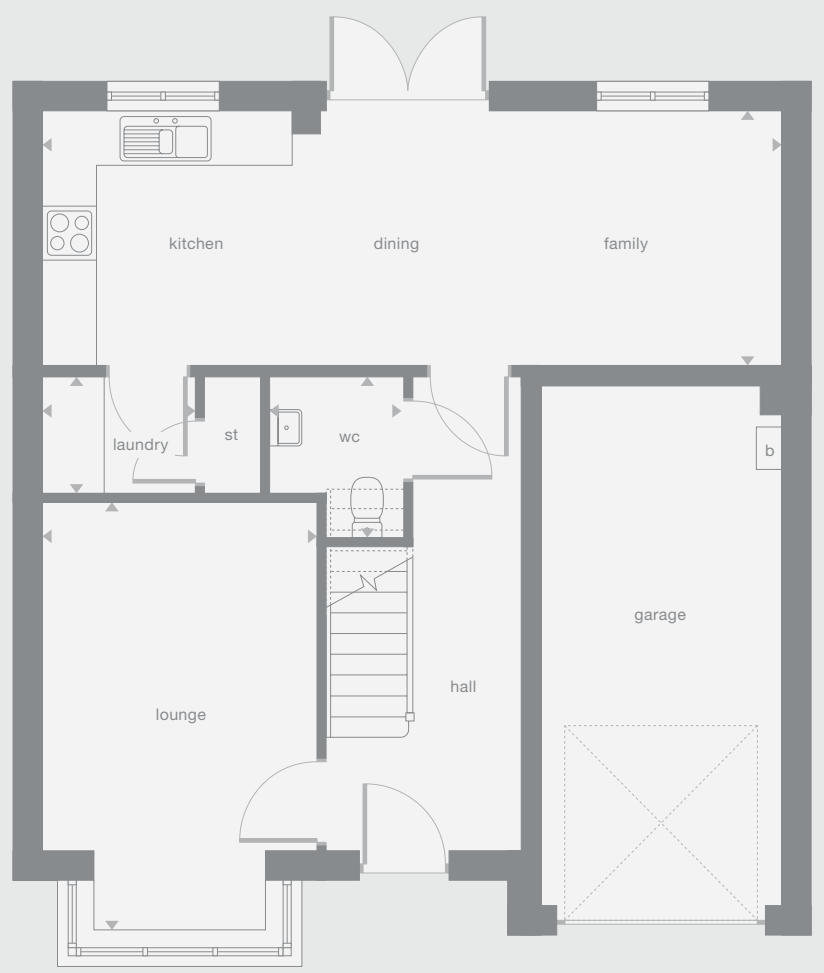 kitchen
dining
family
laundry
st
wc
b
garage
hall
lounge